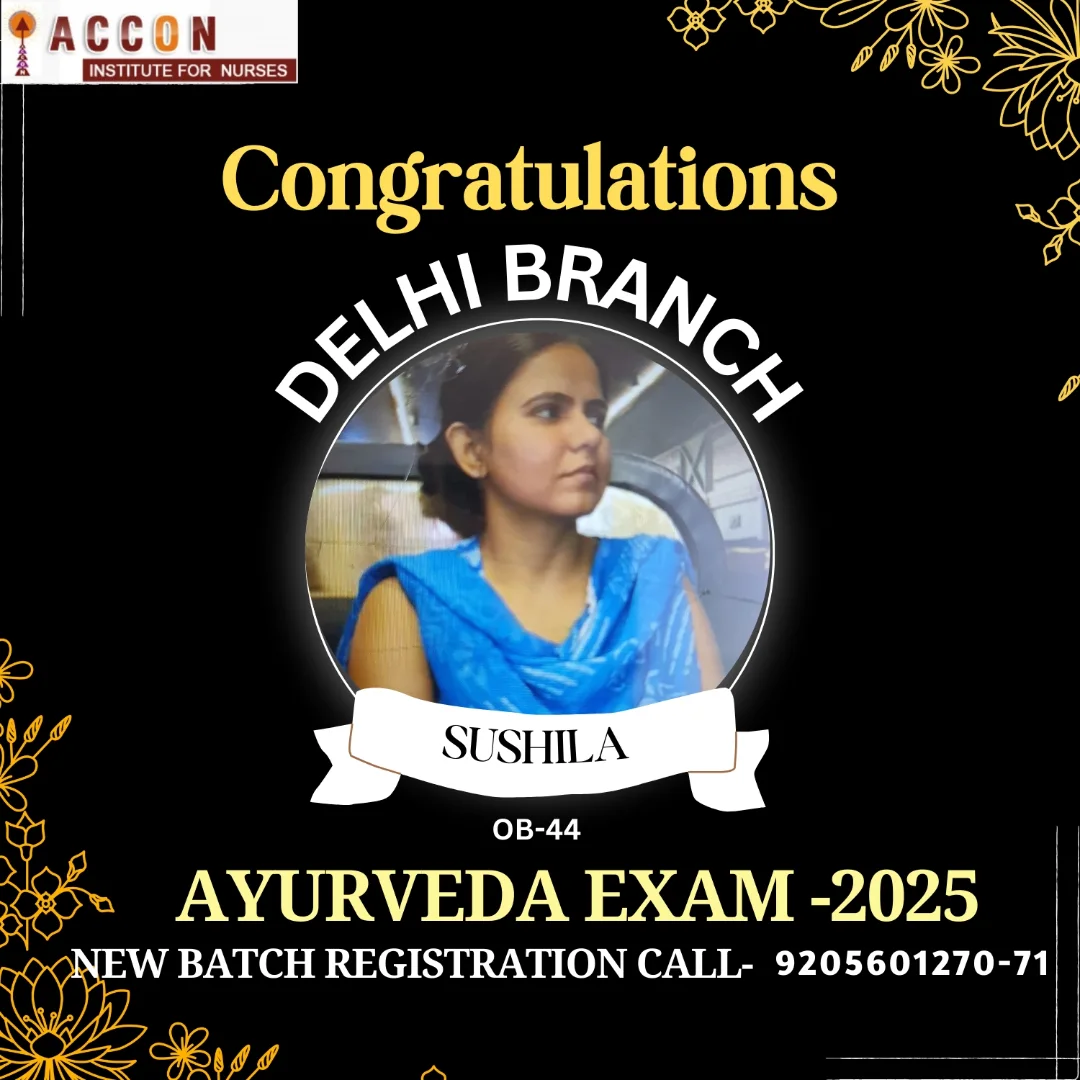 ACCON
INSTITUTE FOR NURSES
Congratulations
DELHI BRANCH
SUSHILA
OB-44
AYURVEDA EXAM -2025
NEW BATCH REGISTRATION CALL- 9205601270-71